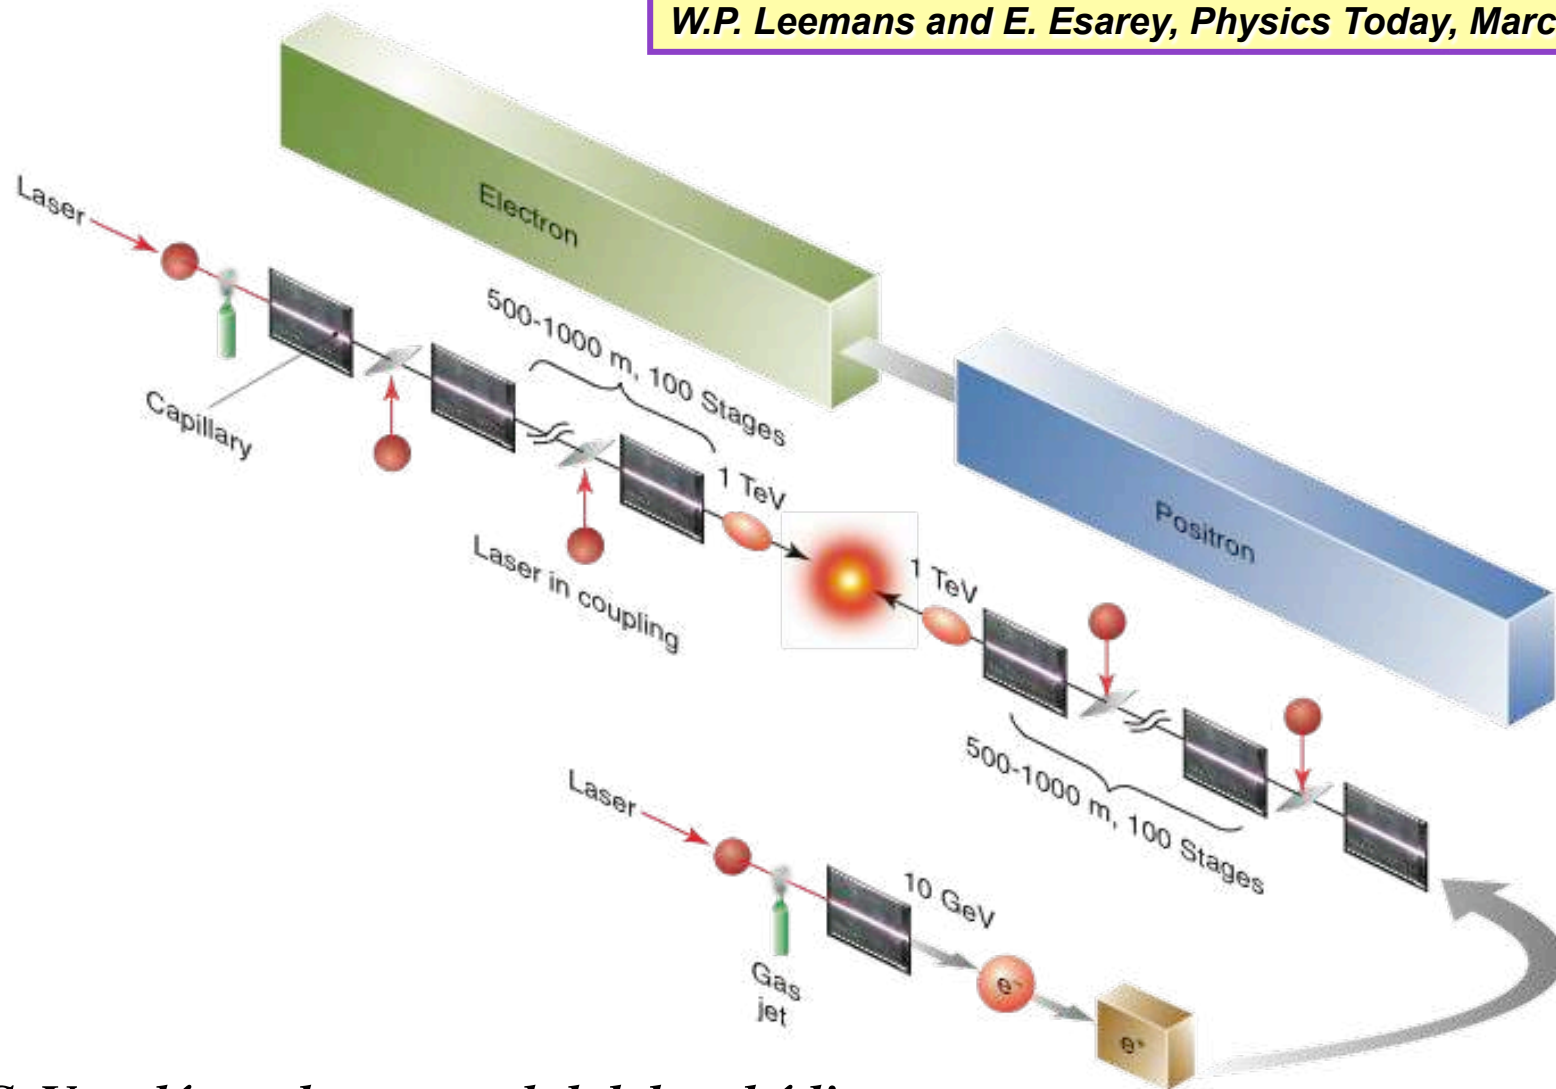 W.P. Leemans and E. Esarey, Physics Today, Marc
Electron
Laser
500-1000 m, 100 Stages
Capillary
1 TeV
Laser in coupling
Positron
1 TeV
500-1000 m, 100 Stages
Laser
10 GeV
Gas
jet
e⁻
e⁺